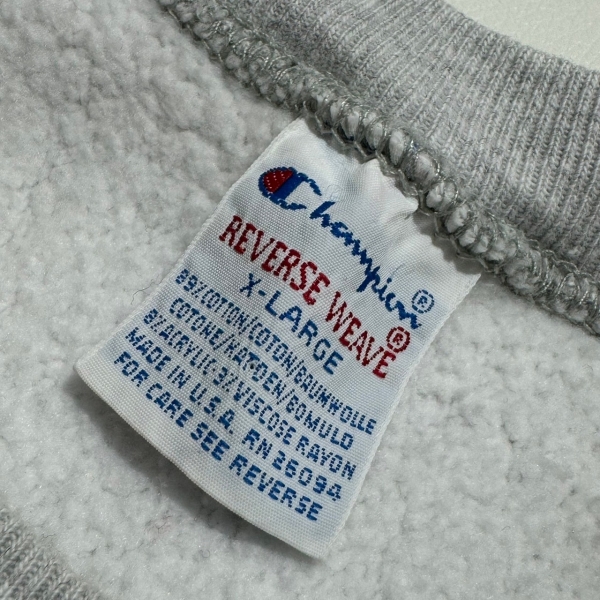 Champion®
REVERSE WEAVE®
X-LARGE
89%COTTON/COTON/BAUMWOLLE
COTONE/KATOEN/BOMULD
8%ACRYLIC 3%VISCOSE RAYON
MADE IN U.S.A. RN 26094
FOR CARE SEE REVERSE